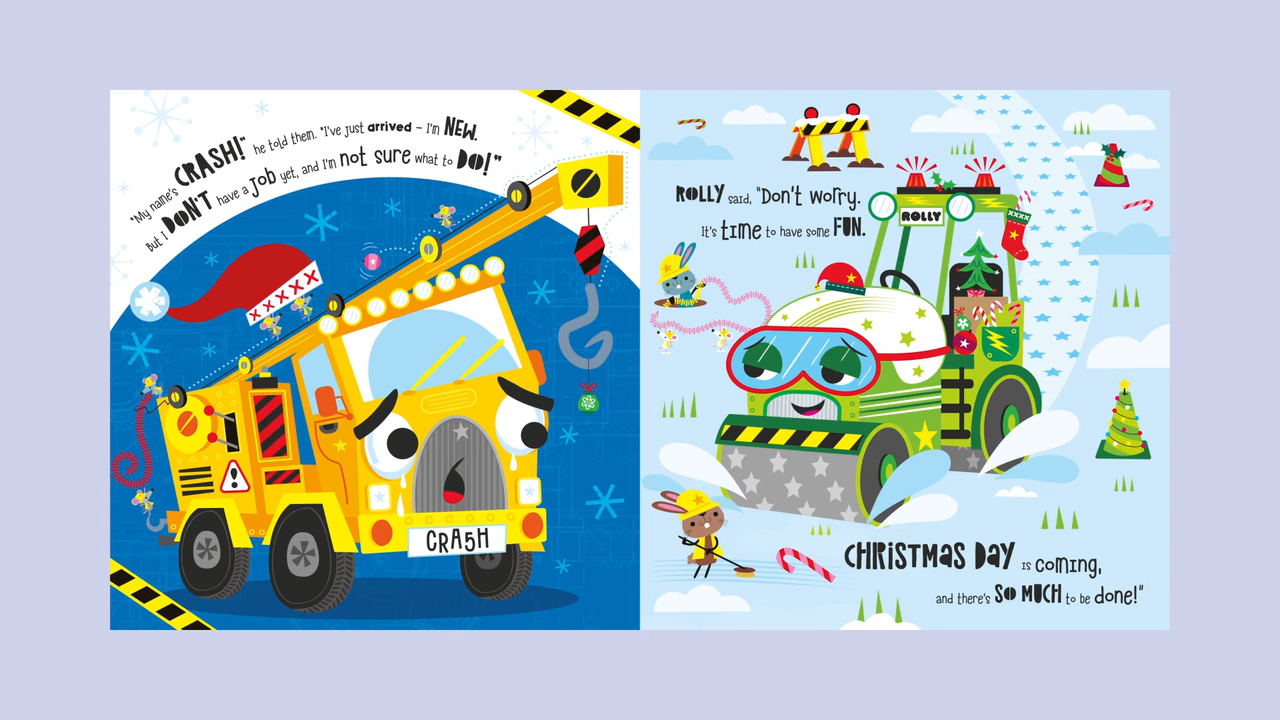 "My name's CRASH!" he told them. "I've just arrived – I'm NEW.
But I DON'T have a job yet, and I'm not sure what to DO!"
CRA5H
ROLLY said, "Don't worry.
It's time to have some FUN.
ROLLY
CHRISTMAS DAY is coming,
and there's SO MUCH to be done!"